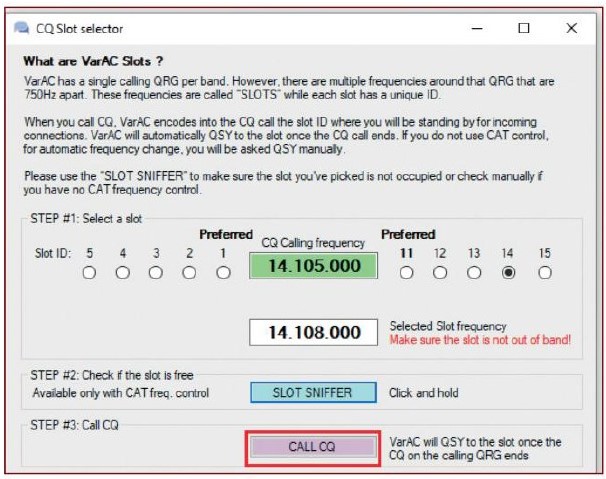 CQ Slot selector
What are VarAC Slots ?
VarAC has a single calling QRG per band. However, there are multiple frequencies around that QRG that are
750Hz apart. These frequencies are called "SLOTS" while each slot has a unique ID.
When you call CQ, VarAC encodes into the CQ call the slot ID where you will be standing by for incoming
connections. VarAC will automatically QSY to the slot once the CQ call ends. If you do not use CAT control,
for automatic frequency change, you will be asked QSY manually.
Please use the "SLOT SNIFFER" to make sure the slot you've picked is not occupied or check manually if
you have no CAT frequency control.
STEP #1: Select a slot
Preferred CQ Calling frequency Preferred
Slot ID: 5 4 3 2 1 14.105.000 11 12 13 14 15
14.108.000 Selected Slot frequency
Make sure the slot is not out of band!
STEP #2: Check if the slot is free
Available only with CAT freq. control SLOT SNIFFER Click and hold
STEP #3: Call CQ
CALL CQ VarAC will QSY to the slot once the
CQ on the calling QRG ends